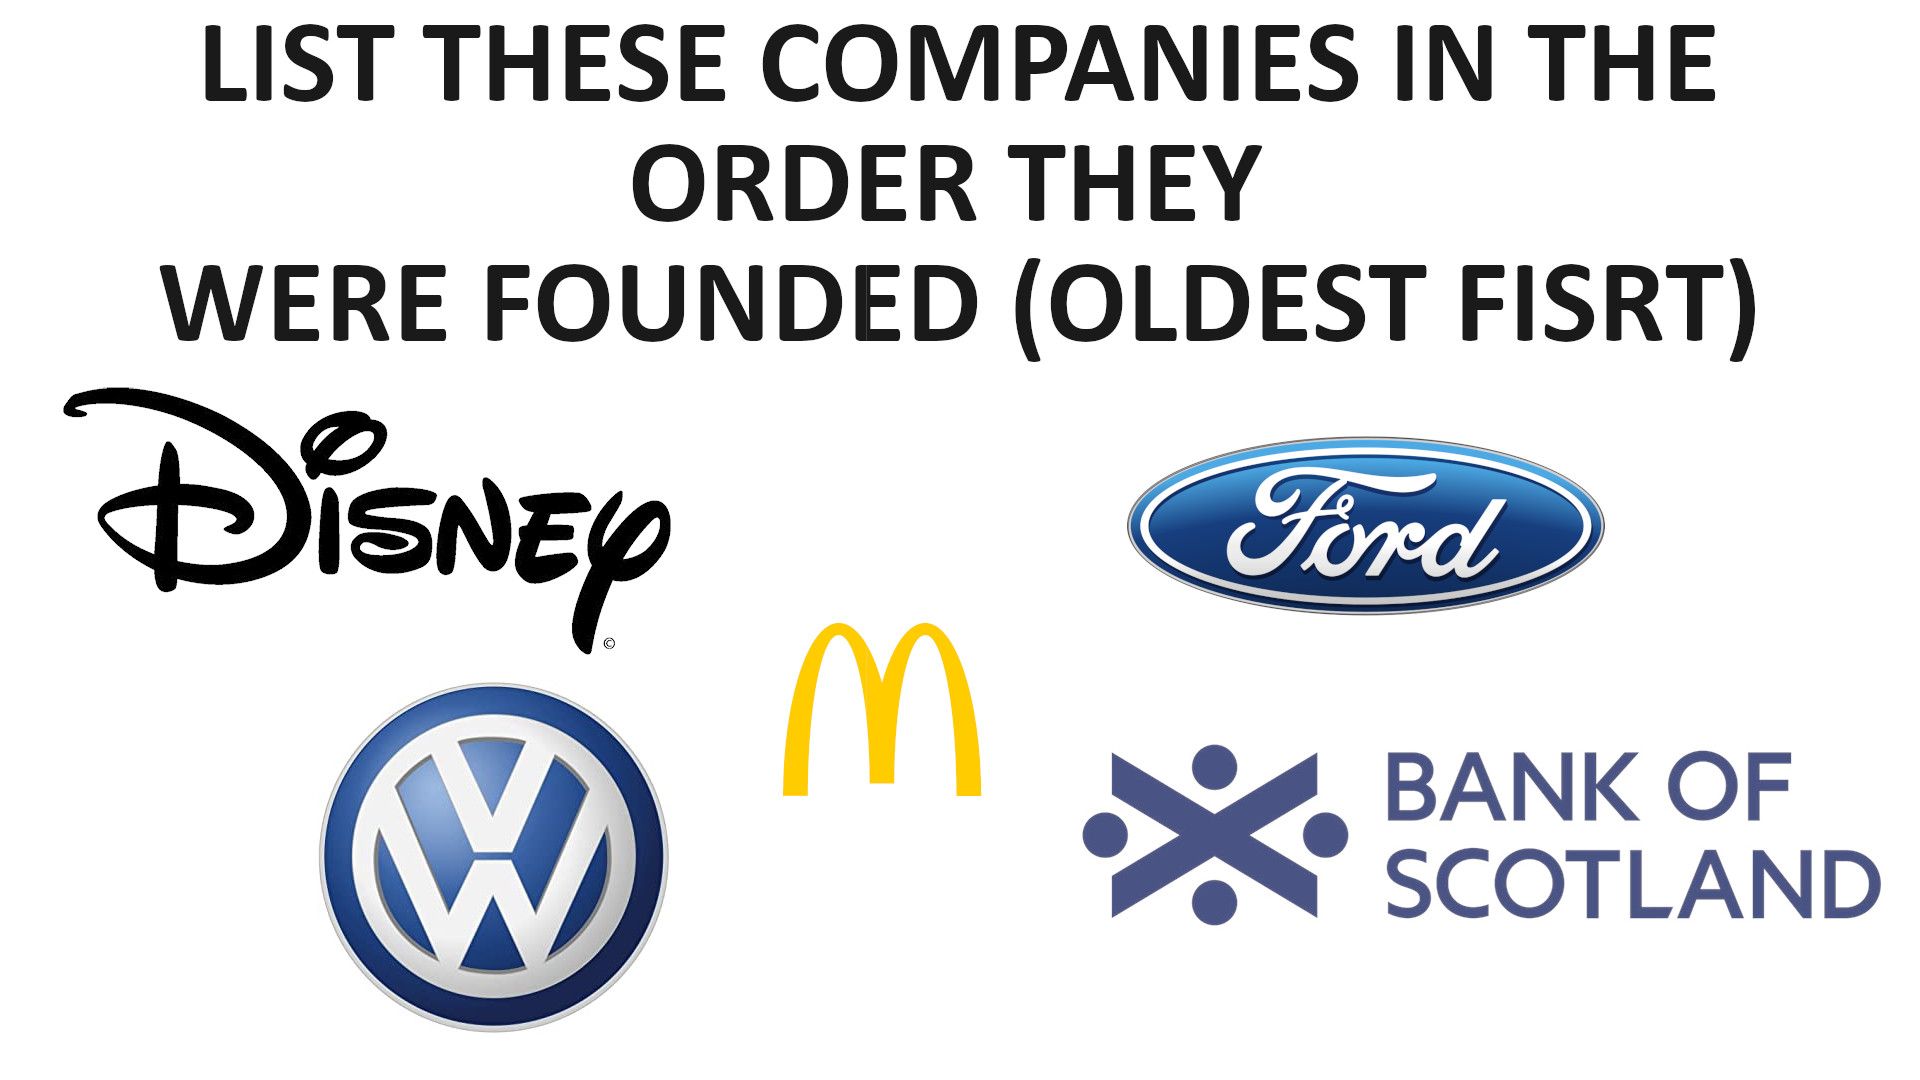 LIST THESE COMPANIES IN THE
ORDER THEY
WERE FOUNDED (OLDEST FISRT)
Disney
©
Ford
BANK OF
SCOTLAND